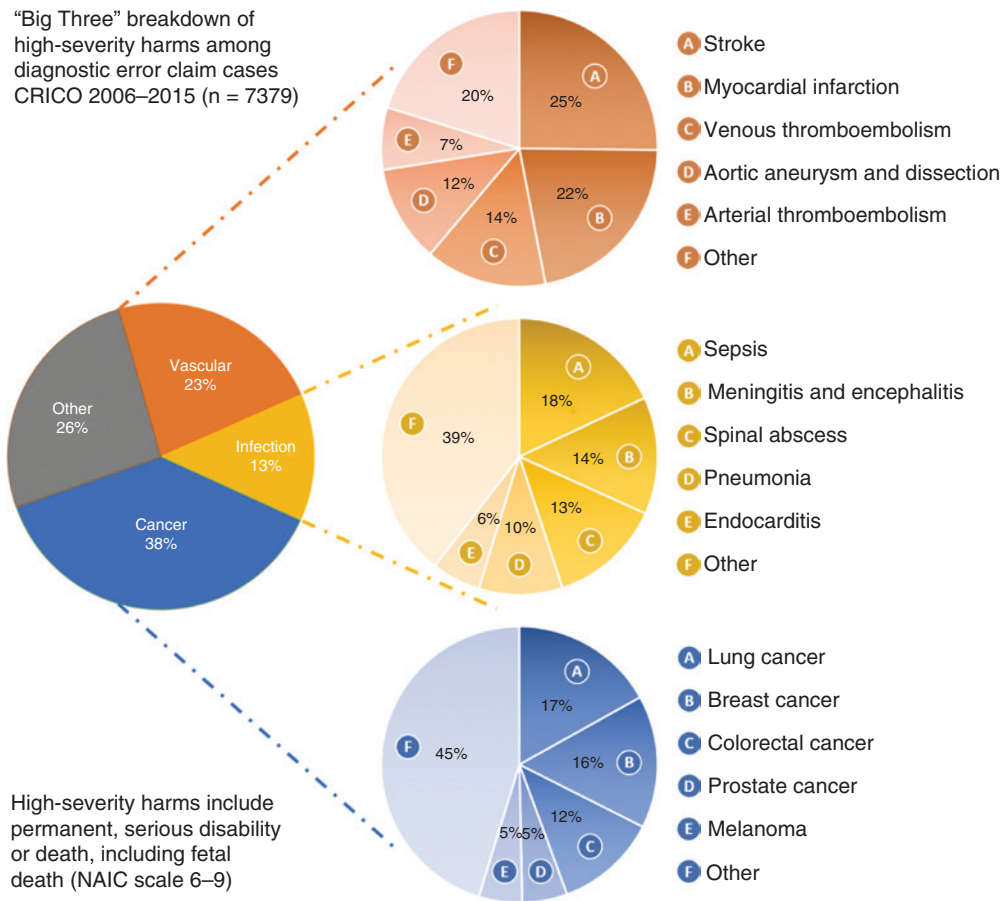 “Big Three” breakdown of
high-severity harms among
diagnostic error claim cases
CRICO 2006–2015 (n = 7379)
A
25%
B
22%
C
14%
D
12%
E
7%
F
20%
A Stroke
B Myocardial infarction
C Venous thromboembolism
D Aortic aneurysm and dissection
E Arterial thromboembolism
F Other
Vascular
23%
Other
26%
Infection
13%
Cancer
38%
A
18%
B
14%
C
13%
D
10%
E
6%
F
39%
A Sepsis
B Meningitis and encephalitis
C Spinal abscess
D Pneumonia
E Endocarditis
F Other
A
17%
B
16%
C
12%
D
5%
E
5%
F
45%
A Lung cancer
B Breast cancer
C Colorectal cancer
D Prostate cancer
E Melanoma
F Other
High-severity harms include
permanent, serious disability
or death, including fetal
death (NAIC scale 6–9)